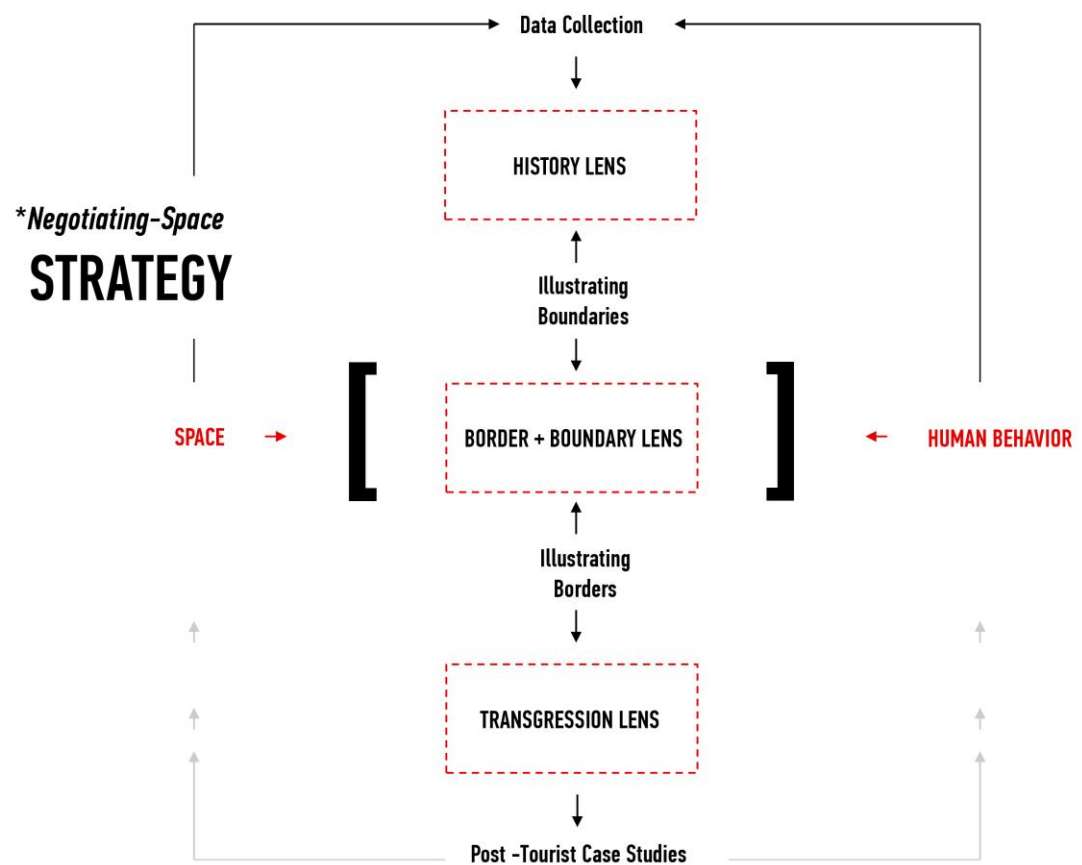 Data Collection
HISTORY LENS
*Negotiating-Space
STRATEGY
Illustrating
Boundaries
SPACE
BORDER + BOUNDARY LENS
HUMAN BEHAVIOR
Illustrating
Borders
TRANSGRESSION LENS
Post -Tourist Case Studies